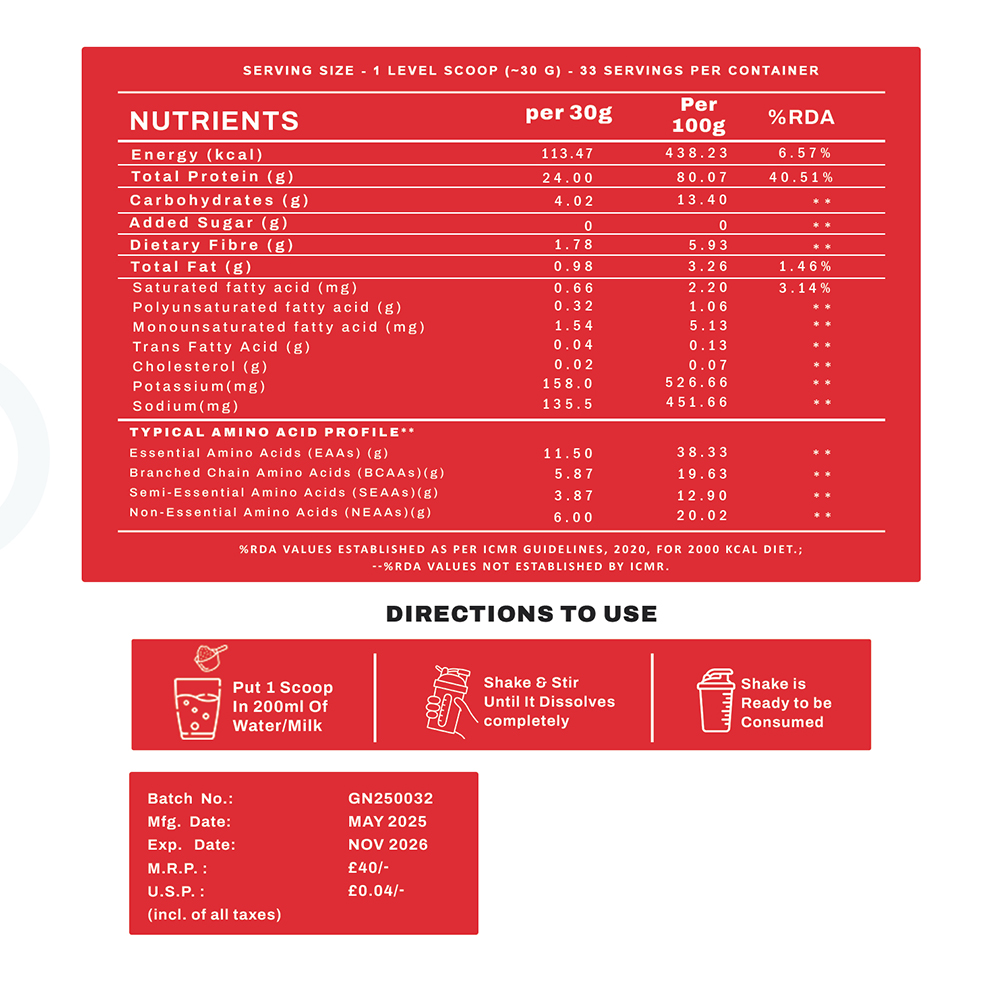 SERVING SIZE - 1 LEVEL SCOOP (~30 G) - 33 SERVINGS PER CONTAINER
NUTRIENTS per 30g Per 100g %RDA
Energy (kcal) 113.47 438.23 6.57%
Total Protein (g) 24.00 80.07 40.51%
Carbohydrates (g) 4.02 13.40 **
Added Sugar (g) 0 0 **
Dietary Fibre (g) 1.78 5.93 **
Total Fat (g) 0.98 3.26 1.46%
Saturated fatty acid (mg) 0.66 2.20 3.14%
Polyunsaturated fatty acid (g) 0.32 1.06 **
Monounsaturated fatty acid (mg) 1.54 5.13 **
Trans Fatty Acid (g) 0.04 0.13 **
Cholesterol (g) 0.02 0.07 **
Potassium(mg) 158.0 526.66 **
Sodium(mg) 135.5 451.66 **
TYPICAL AMINO ACID PROFILE**
Essential Amino Acids (EAAs) (g) 11.50 38.33 **
Branched Chain Amino Acids (BCAAs)(g) 5.87 19.63 **
Semi-Essential Amino Acids (SEAAs)(g) 3.87 12.90 **
Non-Essential Amino Acids (NEAAs)(g) 6.00 20.02 **
%RDA VALUES ESTABLISHED AS PER ICMR GUIDELINES, 2020, FOR 2000 KCAL DIET.;
--%RDA VALUES NOT ESTABLISHED BY ICMR.
DIRECTIONS TO USE
Put 1 Scoop
In 200ml Of
Water/Milk
Shake & Stir
Until It Dissolves
completely
Shake is
Ready to be
Consumed
Batch No.: GN250032
Mfg. Date: MAY 2025
Exp. Date: NOV 2026
M.R.P. : £40/-
U.S.P. : £0.04/-
(incl. of all taxes)